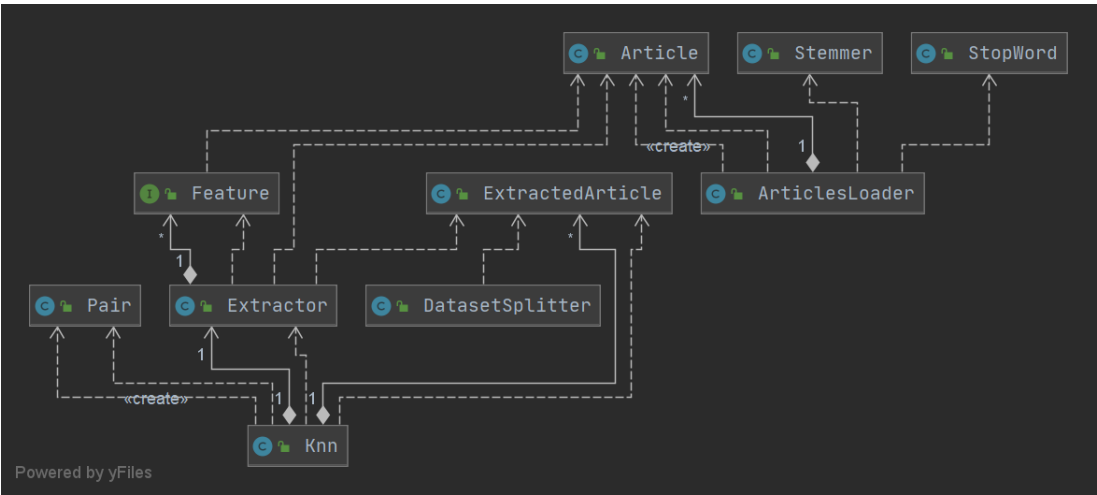 C Article
C Stemmer
C StopWord
*
«create»
1
I Feature
C ExtractedArticle
C ArticlesLoader
*
*
1
C Pair
C Extractor
C DatasetSplitter
1
«create»
1
1
C Knn
Powered by yFiles